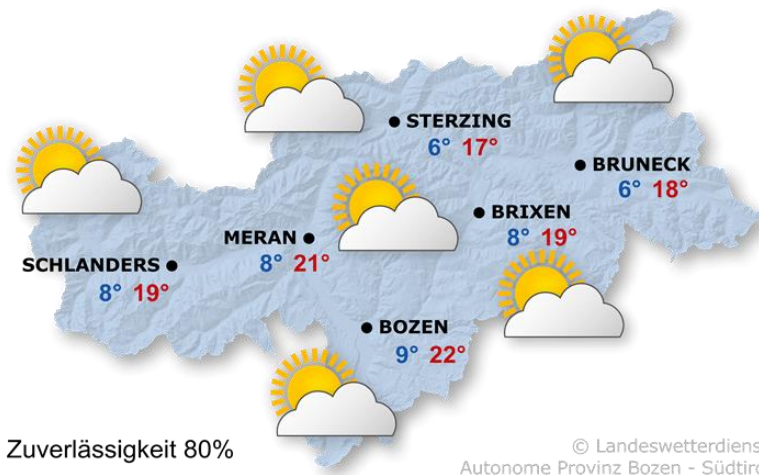 STERZING
6° 17°
BRUNECK
6° 18°
BRIXEN
8° 19°
MERAN
8° 21°
SCHLANDERS
8° 19°
BOZEN
9° 22°
Zuverlässigkeit 80%
© Landeswetterdiens
Autonome Provinz Bozen - Südtiro